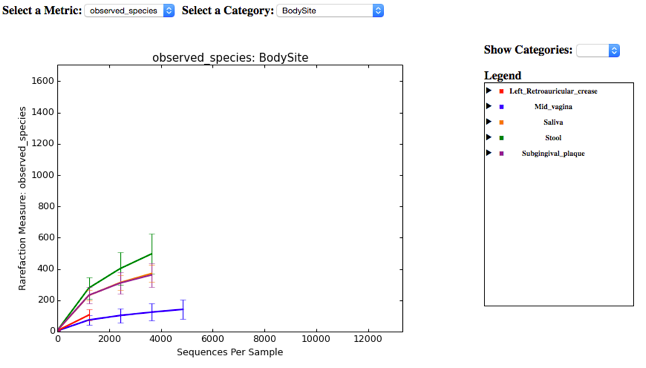 Select a Metric: observed_species Select a Category: BodySite
Show Categories:
observed_species: BodySite
Legend
Left_Retroauricular_crease
Mid_vagina
Saliva
Stool
Subgingival_plaque
Rarefaction Measure: observed_species
1600
1400
1200
1000
800
600
400
200
0
0 2000 4000 6000 8000 10000 12000
Sequences Per Sample